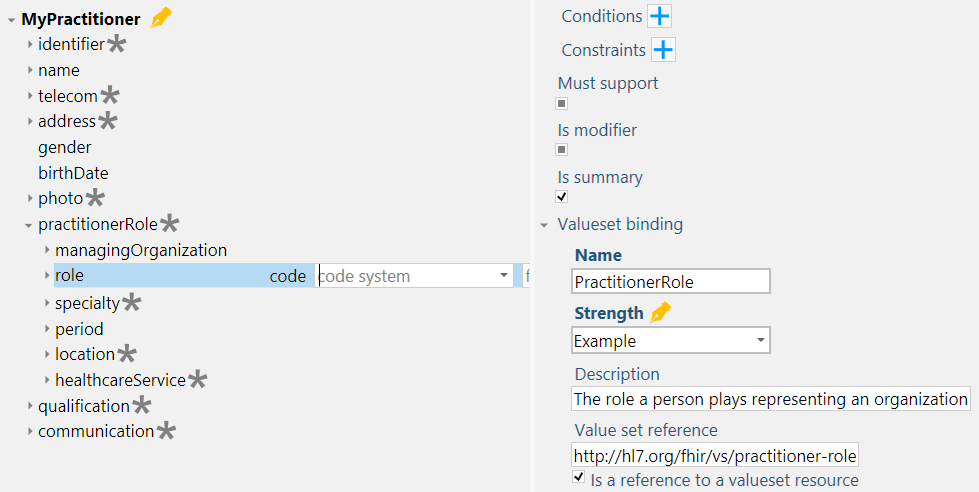 MyPractitioner
identifier
name
telecom
address
gender
birthDate
photo
practitionerRole
managingOrganization
role code code system f
specialty
period
location
healthcareService
qualification
communication
Conditions
Constraints
Must support
Is modifier
Is summary
Valueset binding
Name
PractitionerRole
Strength
Example
Description
The role a person plays representing an organization
Value set reference
http://hl7.org/fhir/vs/practitioner-role
Is a reference to a valueset resource